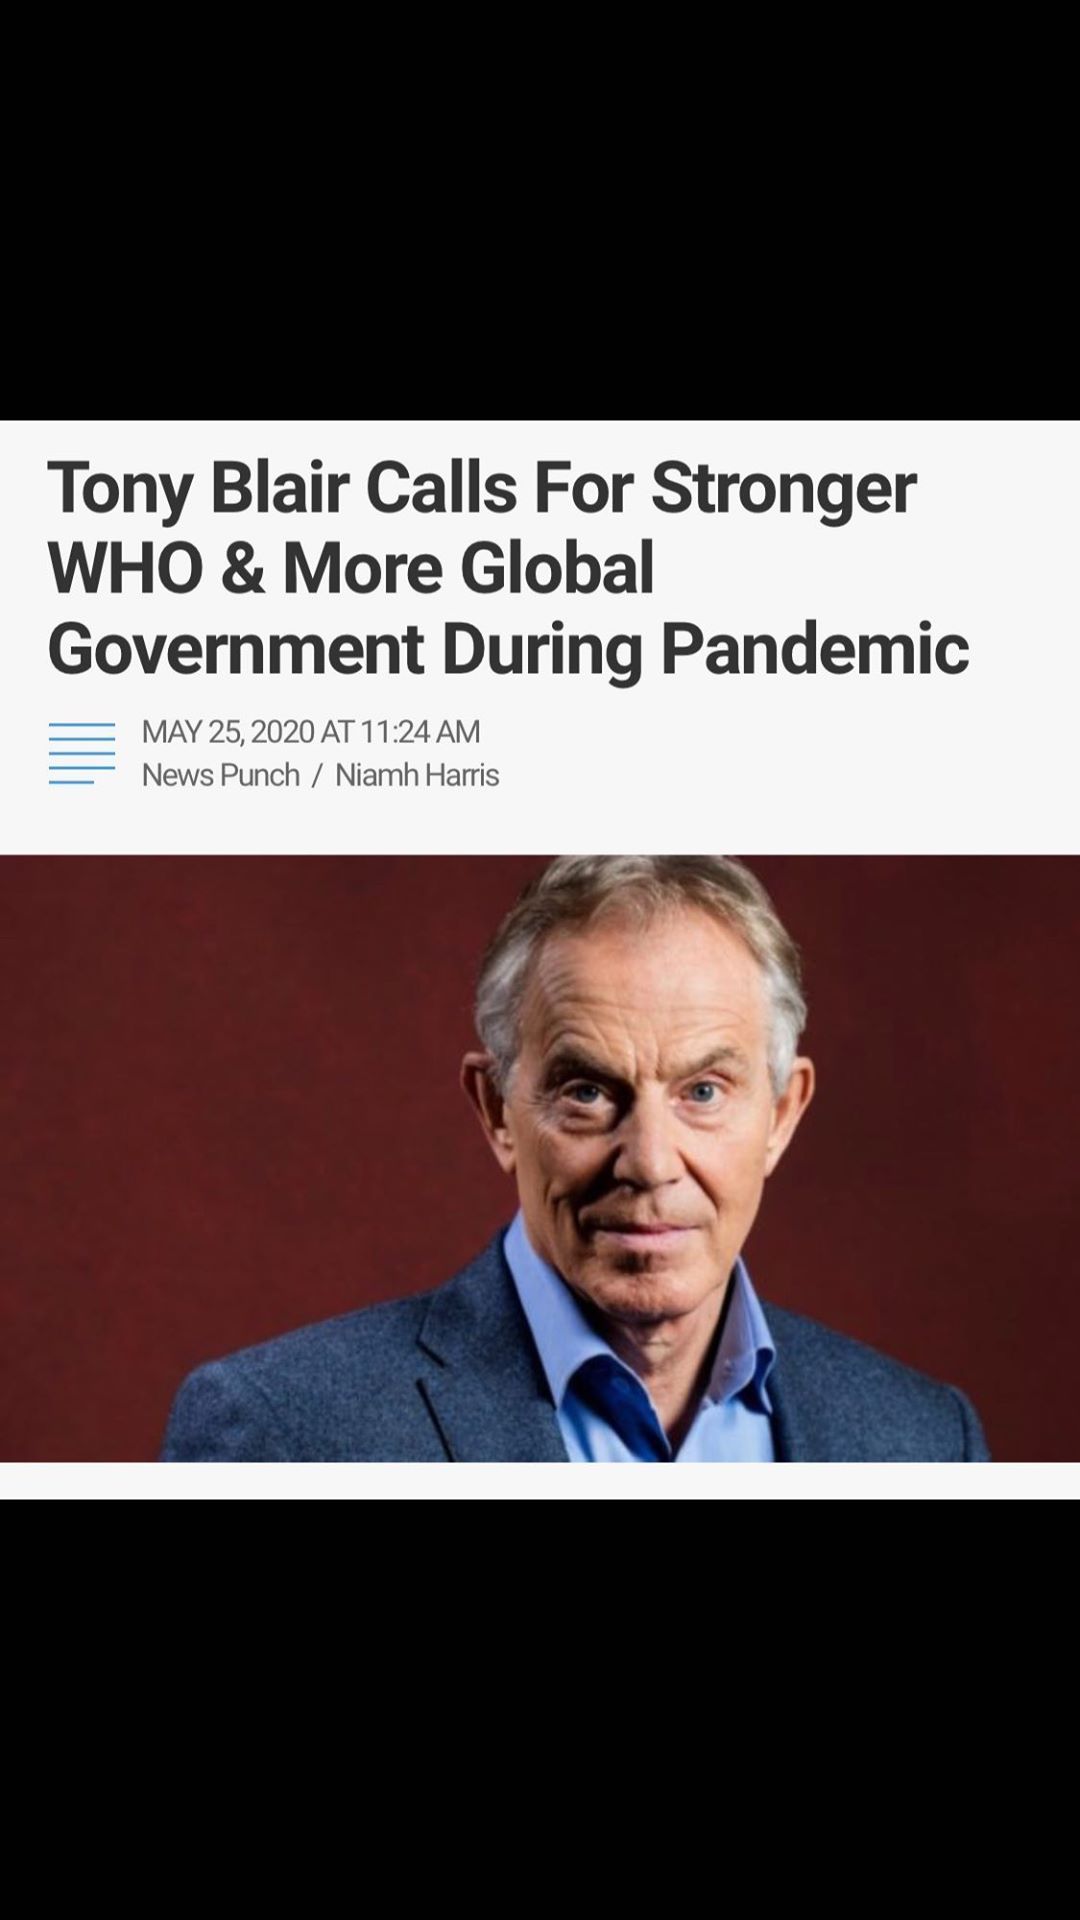 Tony Blair Calls For Stronger
WHO & More Global
Government During Pandemic
MAY 25, 2020 AT 11:24 AM
News Punch / Niamh Harris